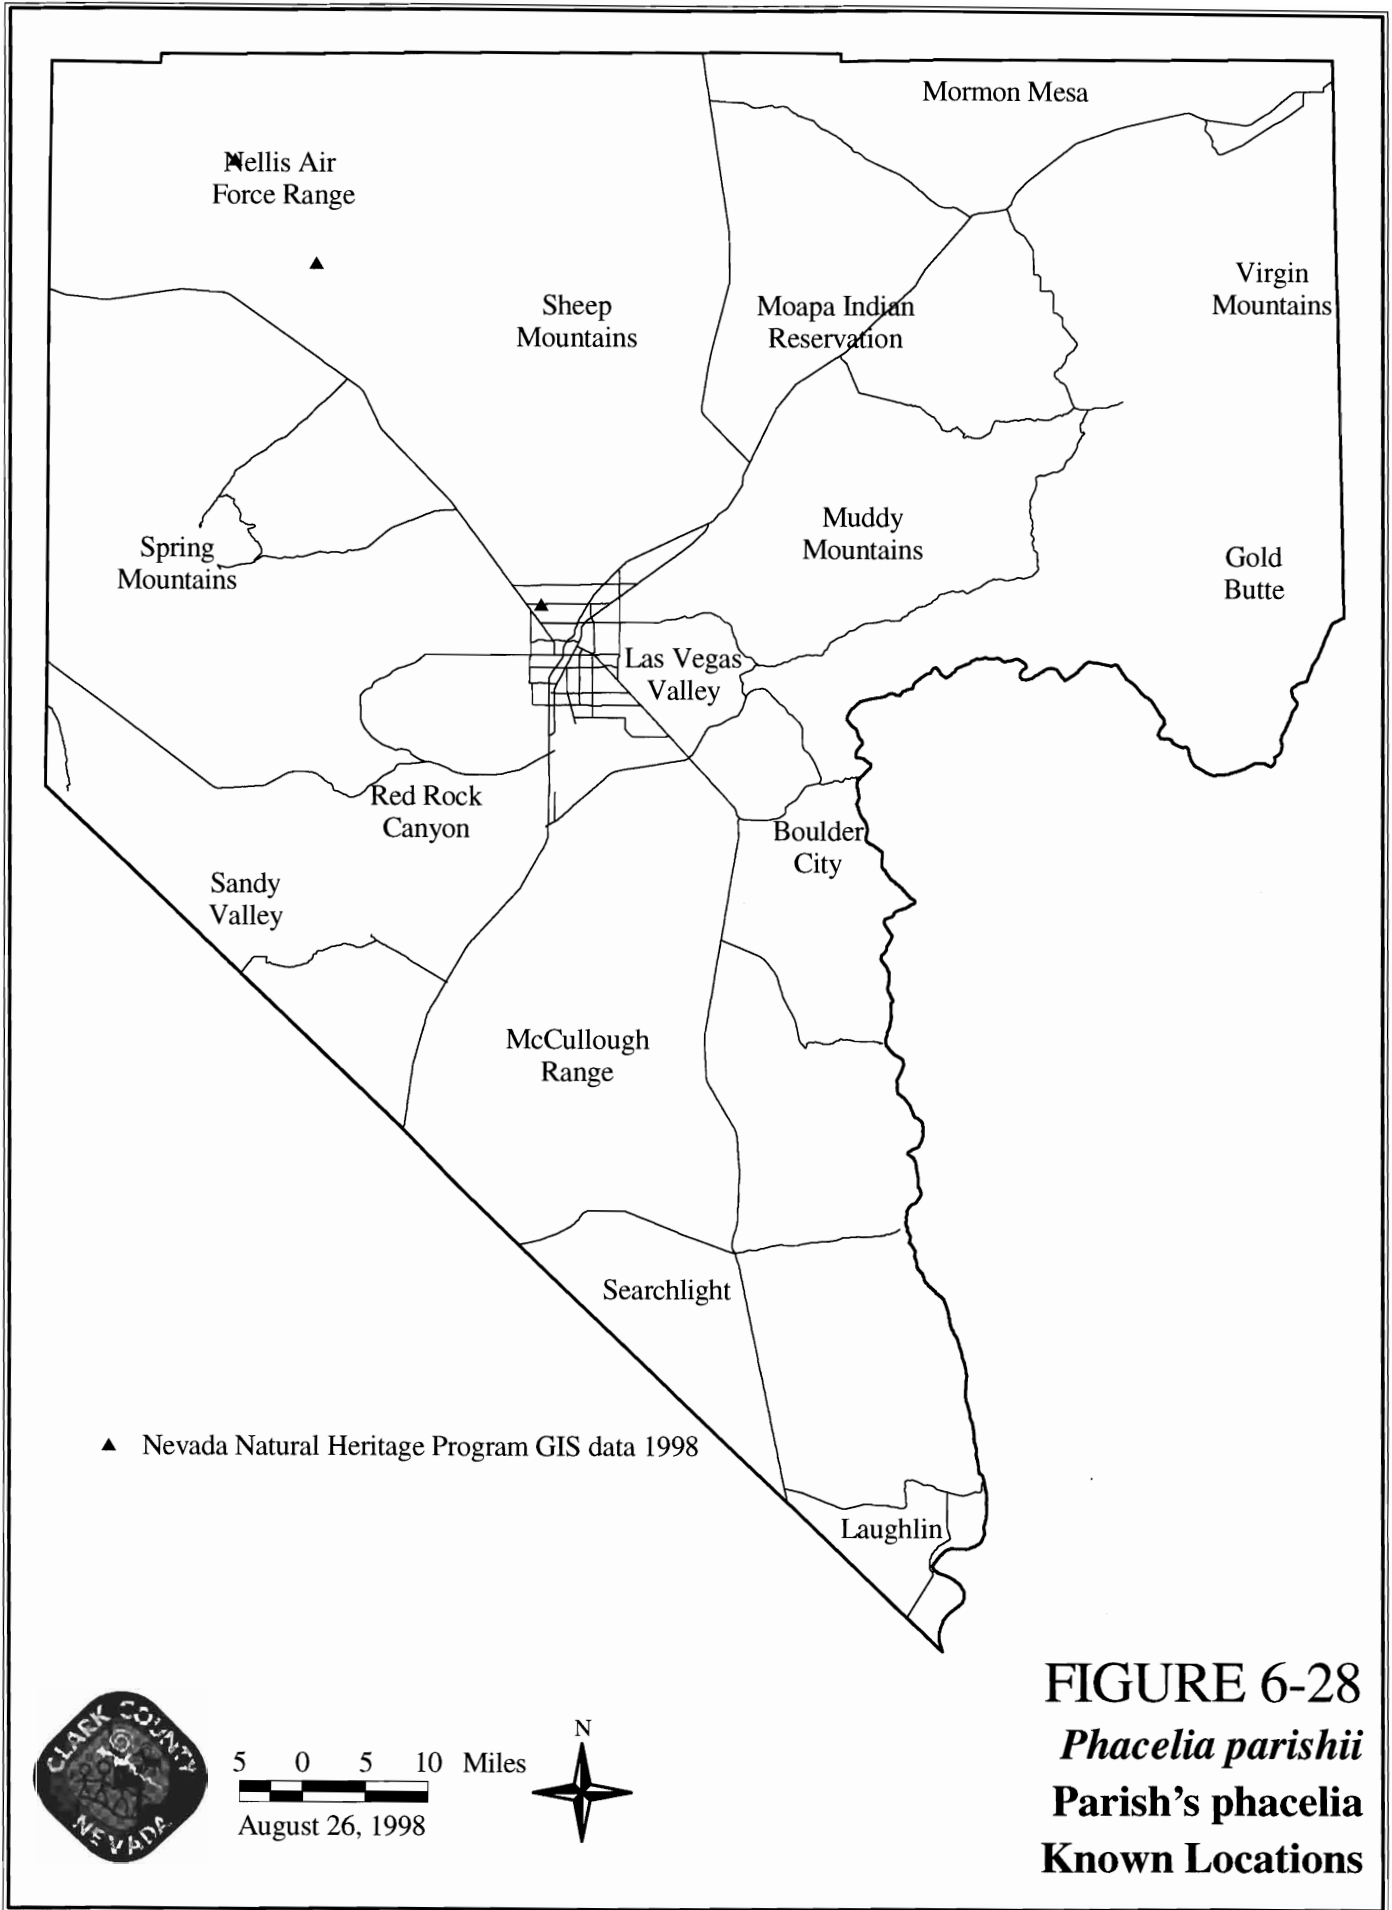 Mormon Mesa
Nellis Air
Force Range
Virgin
Mountains
Sheep
Mountains
Moapa Indian
Reservation
Muddy
Mountains
Spring
Mountains
Gold
Butte
Las Vegas
Valley
Red Rock
Canyon
Boulder
City
Sandy
Valley
McCullough
Range
Searchlight
▲ Nevada Natural Heritage Program GIS data 1998
Laughlin
CLARK COUNTY
NEVADA
5 0 5 10 Miles
August 26, 1998
N
FIGURE 6-28
Phacelia parishii
Parish's phacelia
Known Locations